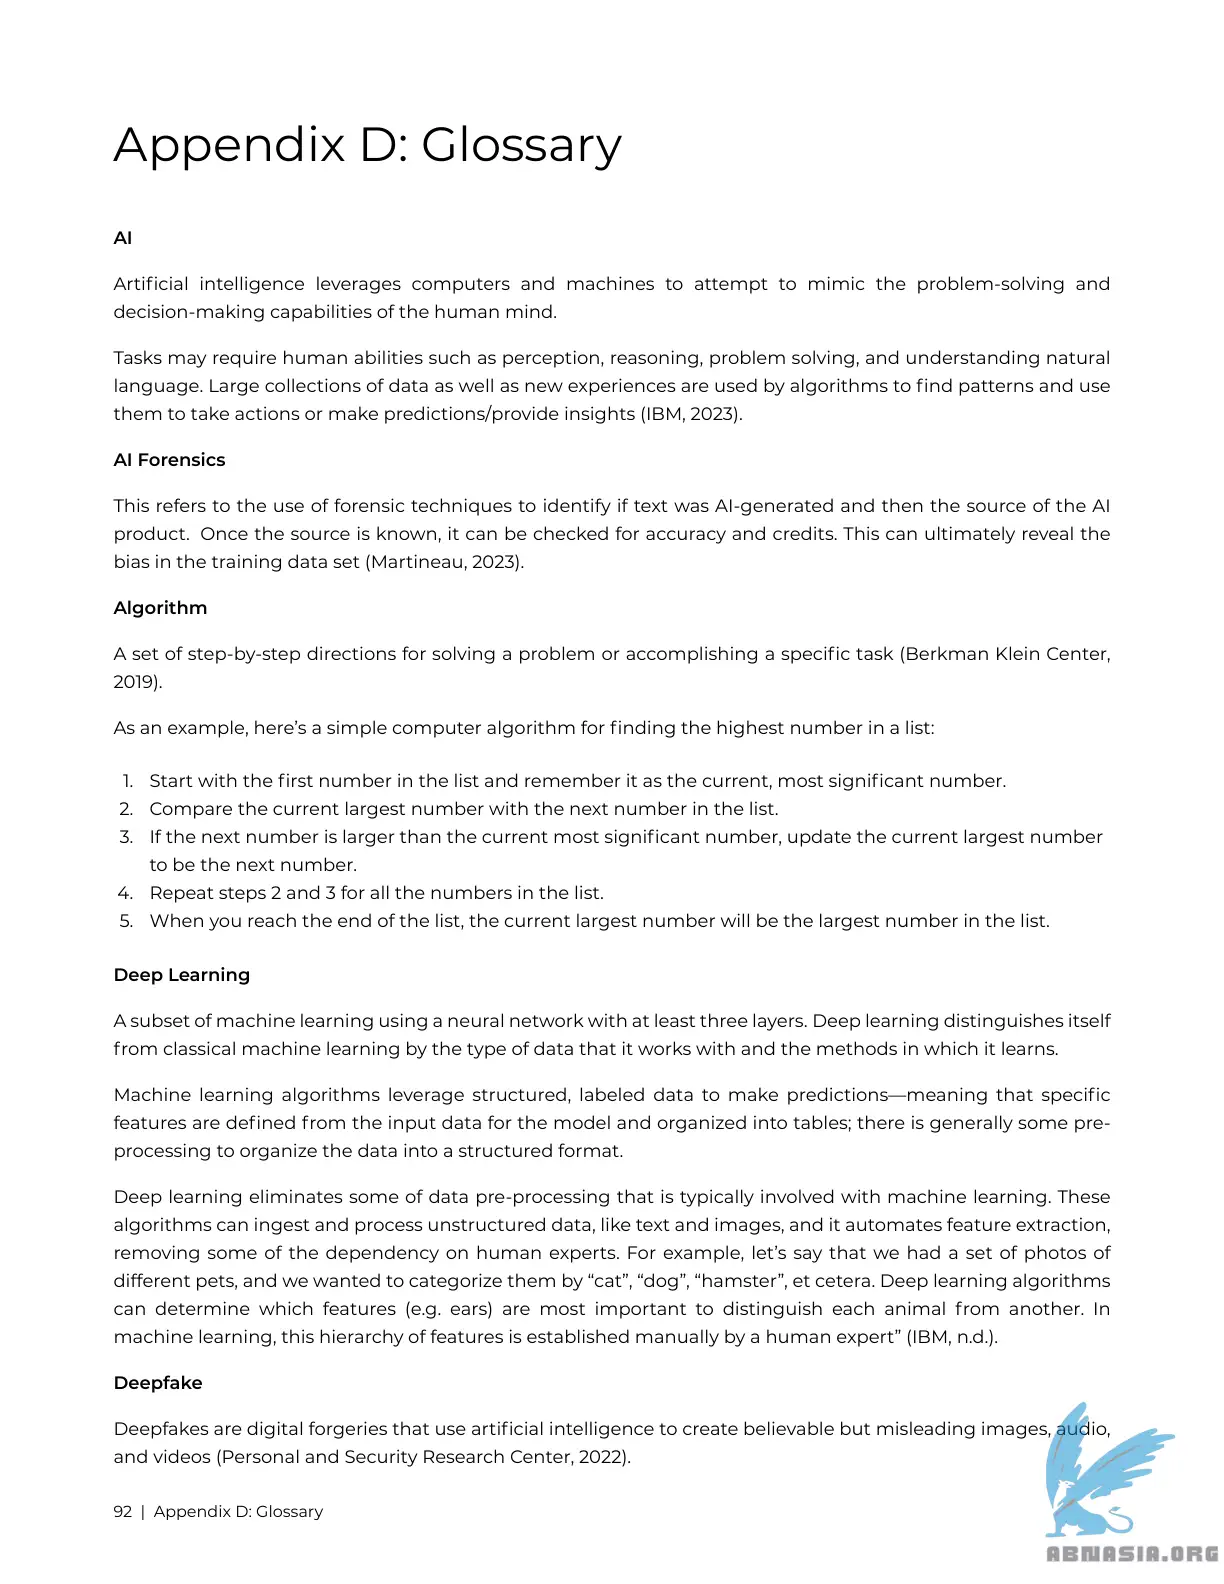 Appendix D: Glossary
AI
Artificial intelligence leverages computers and machines to attempt to mimic the problem-solving and
decision-making capabilities of the human mind.
Tasks may require human abilities such as perception, reasoning, problem solving, and understanding natural
language. Large collections of data as well as new experiences are used by algorithms to find patterns and use
them to take actions or make predictions/provide insights (IBM, 2023).
AI Forensics
This refers to the use of forensic techniques to identify if text was AI-generated and then the source of the AI
product.  Once the source is known, it can be checked for accuracy and credits. This can ultimately reveal the
bias in the training data set (Martineau, 2023).
Algorithm
A set of step-by-step directions for solving a problem or accomplishing a specific task (Berkman Klein Center,
2019).
As an example, here’s a simple computer algorithm for finding the highest number in a list:
1. Start with the first number in the list and remember it as the current, most significant number.
2. Compare the current largest number with the next number in the list.
3. If the next number is larger than the current most significant number, update the current largest number
to be the next number.
4. Repeat steps 2 and 3 for all the numbers in the list.
5. When you reach the end of the list, the current largest number will be the largest number in the list.
Deep Learning
A subset of machine learning using a neural network with at least three layers. Deep learning distinguishes itself
from classical machine learning by the type of data that it works with and the methods in which it learns.
Machine learning algorithms leverage structured, labeled data to make predictions—meaning that specific
features are defined from the input data for the model and organized into tables; there is generally some pre-
processing to organize the data into a structured format.
Deep learning eliminates some of data pre-processing that is typically involved with machine learning. These
algorithms can ingest and process unstructured data, like text and images, and it automates feature extraction,
removing some of the dependency on human experts. For example, let’s say that we had a set of photos of
different pets, and we wanted to categorize them by “cat”, “dog”, “hamster”, et cetera. Deep learning algorithms
can determine which features (e.g. ears) are most important to distinguish each animal from another. In
machine learning, this hierarchy of features is established manually by a human expert” (IBM, n.d.).
Deepfake
Deepfakes are digital forgeries that use artificial intelligence to create believable but misleading images, audio,
and videos (Personal and Security Research Center, 2022).
92 | Appendix D: Glossary
ABNASIA.ORG